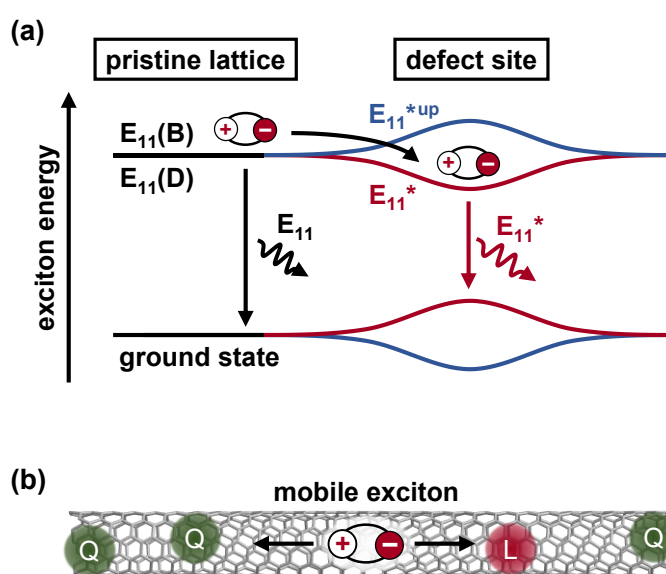 (a)
pristine lattice
defect site
exciton energy
E₁₁(B)
E₁₁(D)
+
−
E₁₁*ᵘᵖ
+
−
E₁₁*
E₁₁
E₁₁*
ground state
(b)
mobile exciton
Q
Q
+
−
L
Q